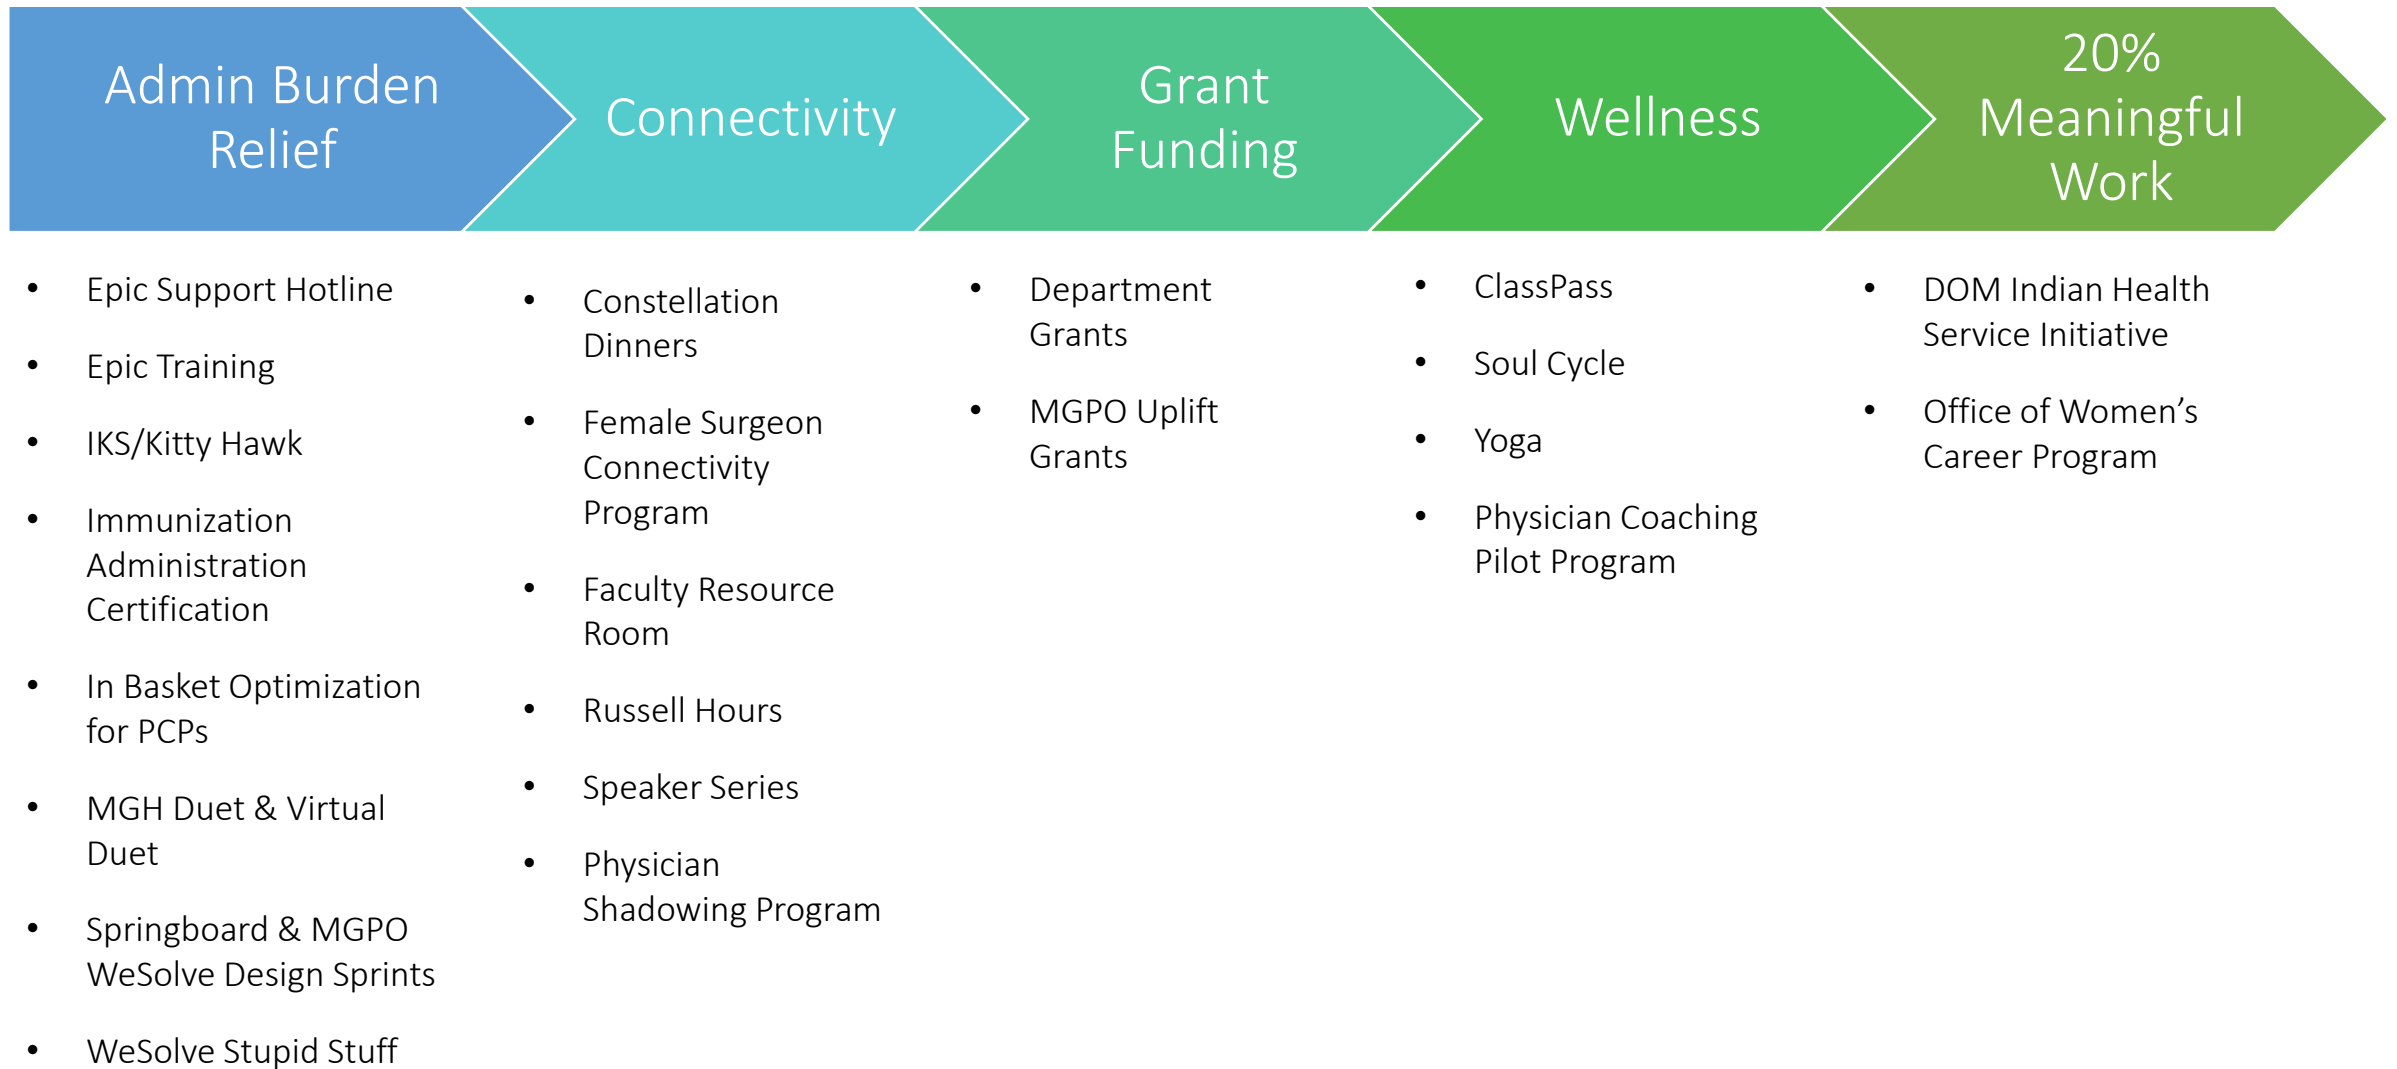 Admin Burden
Relief
Connectivity
Grant
Funding
Wellness
20%
Meaningful
Work
• Epic Support Hotline
• Epic Training
• IKS/Kitty Hawk
• Immunization
Administration
Certification
• In Basket Optimization
for PCPs
• MGH Duet & Virtual
Duet
• Springboard & MGPO
WeSolve Design Sprints
• WeSolve Stupid Stuff
• Constellation
Dinners
• Female Surgeon
Connectivity
Program
• Faculty Resource
Room
• Russell Hours
• Speaker Series
• Physician
Shadowing Program
• Department
Grants
• MGPO Uplift
Grants
• ClassPass
• Soul Cycle
• Yoga
• Physician Coaching
Pilot Program
• DOM Indian Health
Service Initiative
• Office of Women’s
Career Program